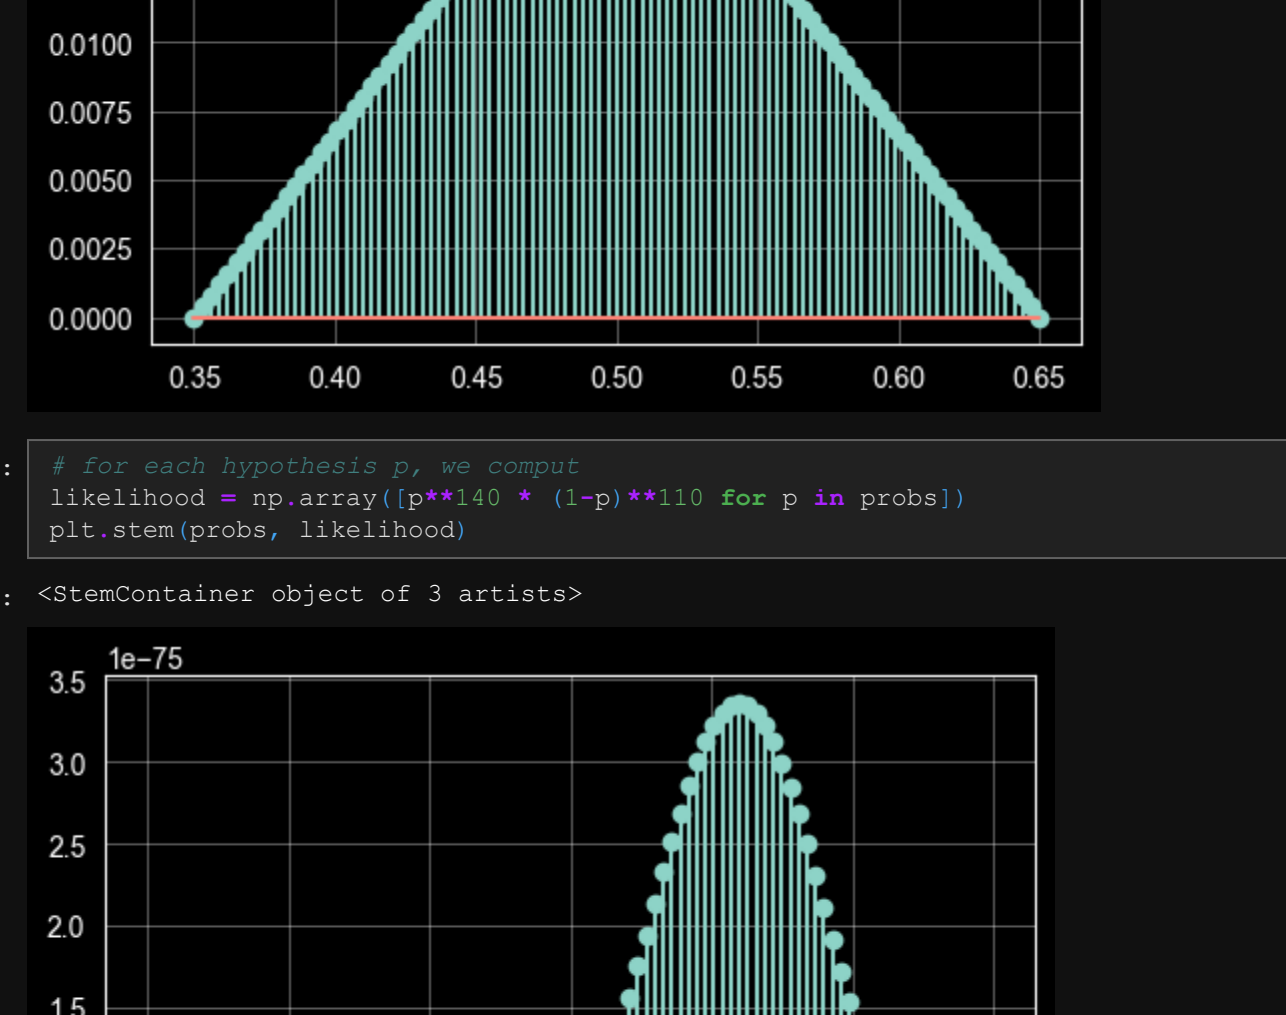 0.0100
0.0075
0.0050
0.0025
0.0000
0.35 0.40 0.45 0.50 0.55 0.60 0.65
: # for each hypothesis p, we comput
likelihood = np.array([p**140 * (1-p)**110 for p in probs])
plt.stem(probs, likelihood)
: <StemContainer object of 3 artists>
1e−75
3.5
3.0
2.5
2.0
1.5